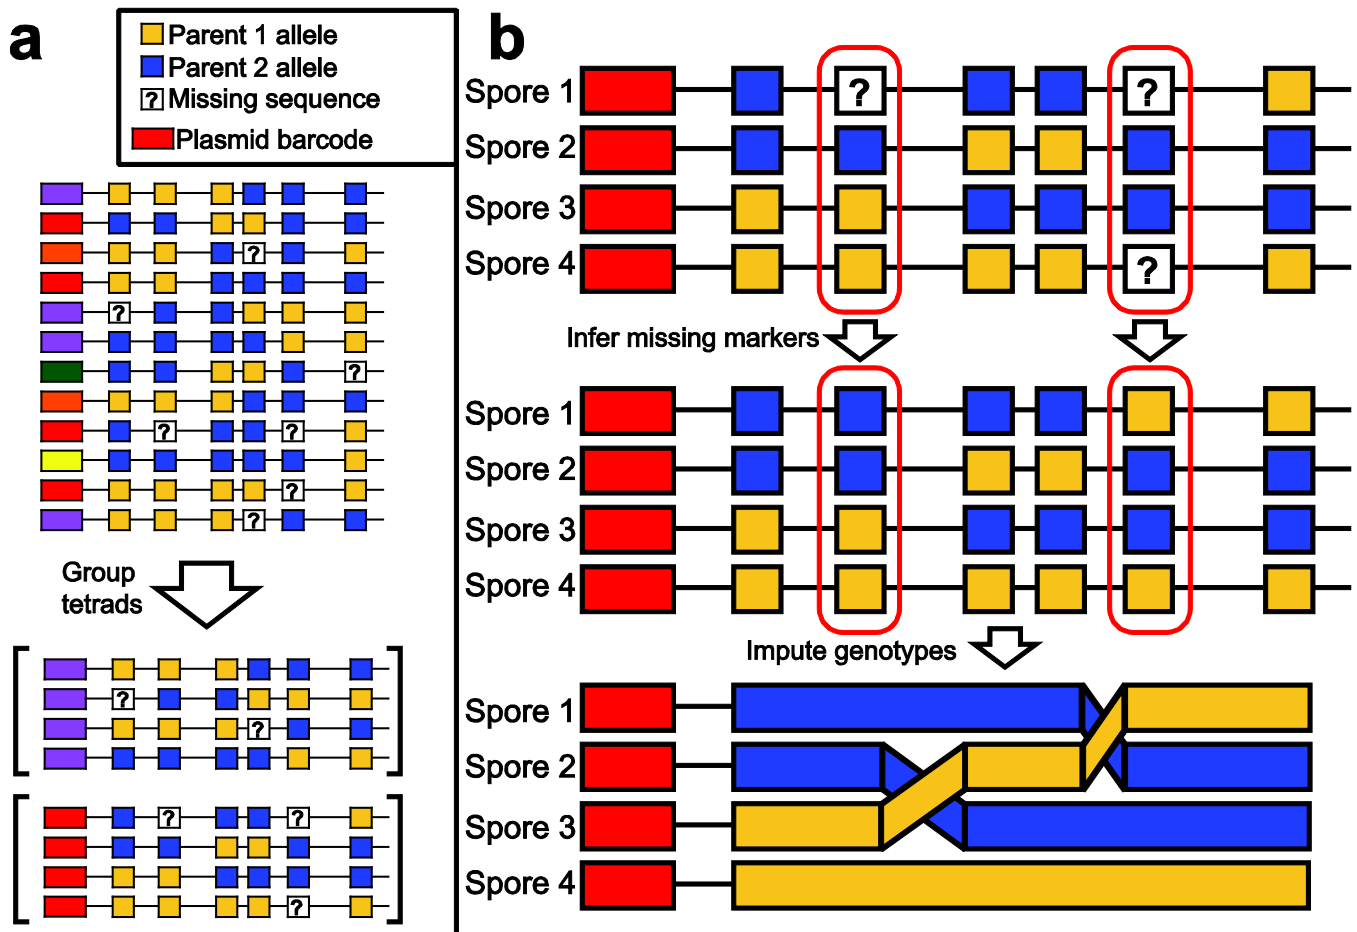 a
Parent 1 allele
Parent 2 allele
? Missing sequence
Plasmid barcode
?
?
?
?
?
?
?
Group
tetrads
?
?
?
?
?
b
Spore 1 ? ?
Spore 2
Spore 3
Spore 4 ?
Infer missing markers
Spore 1
Spore 2
Spore 3
Spore 4
Impute genotypes
Spore 1
Spore 2
Spore 3
Spore 4